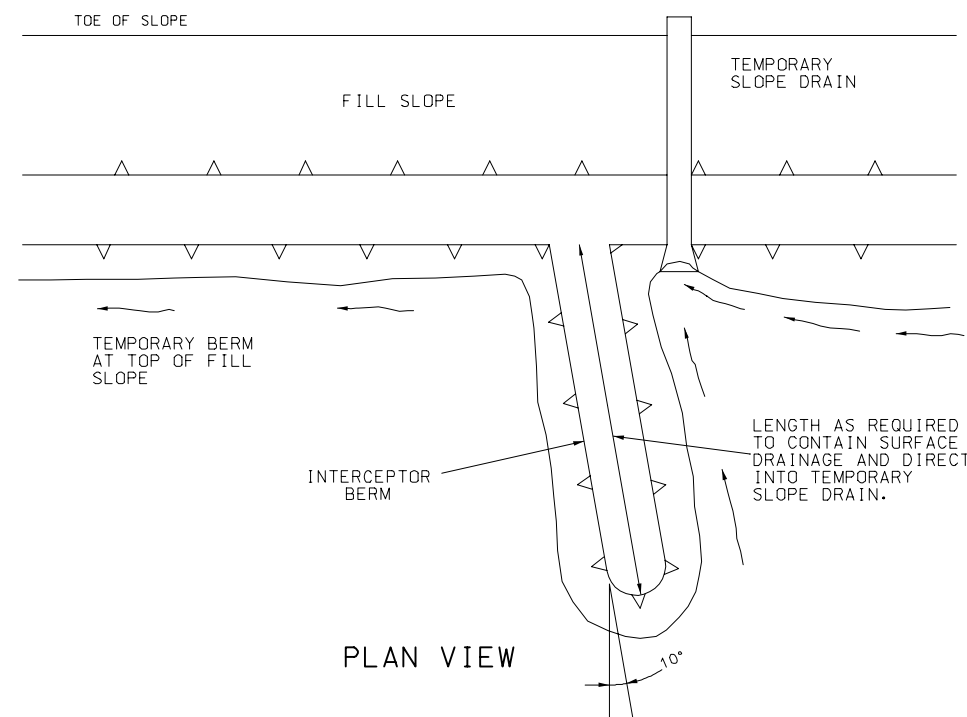 TOE OF SLOPE
TEMPORARY
SLOPE DRAIN
FILL SLOPE
TEMPORARY BERM
AT TOP OF FILL
SLOPE
INTERCEPTOR
BERM
LENGTH AS REQUIRED
TO CONTAIN SURFACE
DRAINAGE AND DIRECT
INTO TEMPORARY
SLOPE DRAIN.
PLAN VIEW
10°